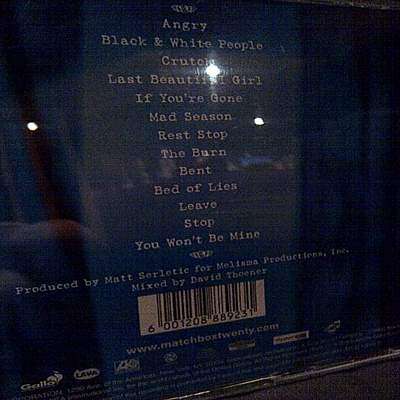 Angry
Black & White People
Crutch
Last Beautiful Girl
If You're Gone
Mad Season
Rest Stop
The Burn
Bent
Bed of Lies
Leave
Stop
You Won't Be Mine
Produced by Matt Serletic for Melisma Productions, Inc.
Mixed by David Thoener
6 001205 889231
www.matchboxtwenty.com
Gallo
LAVA